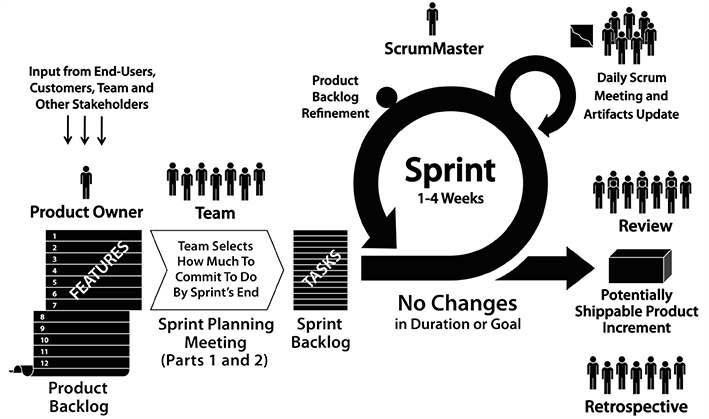 Input from End-Users,
Customers, Team and
Other Stakeholders
Product Owner
Team
FEATURES
1
2
3
4
5
6
7
8
9
10
11
12
Product
Backlog
Team Selects
How Much To
Commit To Do
By Sprint's End
Sprint Planning
Meeting
(Parts 1 and 2)
TASKS
Sprint
Backlog
ScrumMaster
Product
Backlog
Refinement
Sprint
1-4 Weeks
No Changes
in Duration or Goal
Daily Scrum
Meeting and
Artifacts Update
Review
Potentially
Shippable Product
Increment
Retrospective